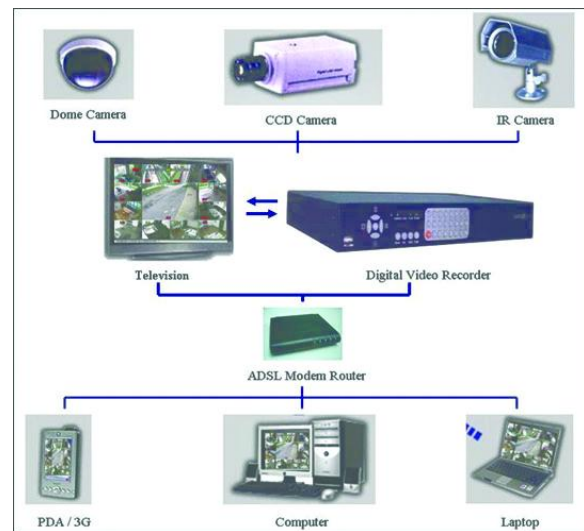 Dome Camera
CCD Camera
IR Camera
Television
Digital Video Recorder
ADSL Modem Router
PDA / 3G
Computer
Laptop